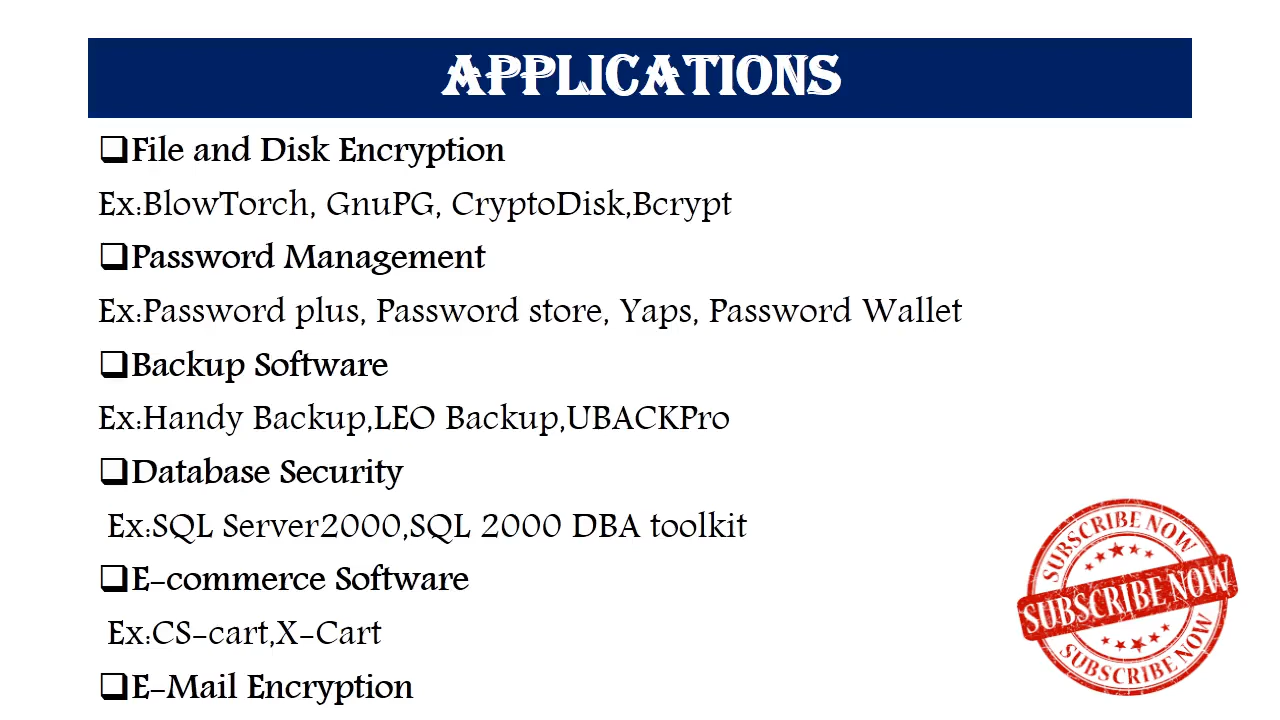 APPLICATIONS
❑File and Disk Encryption
Ex:BlowTorch, GnuPG, CryptoDisk,Bcrypt
❑Password Management
Ex:Password plus, Password store, Yaps, Password Wallet
❑Backup Software
Ex:Handy Backup,LEO Backup,UBACKPro
❑Database Security
Ex:SQL Server2000,SQL 2000 DBA toolkit
❑E-commerce Software
Ex:CS-cart,X-Cart
❑E-Mail Encryption
SUBSCRIBE NOW
SUBSCRIBE NOW
SUBSCRIBE NOW